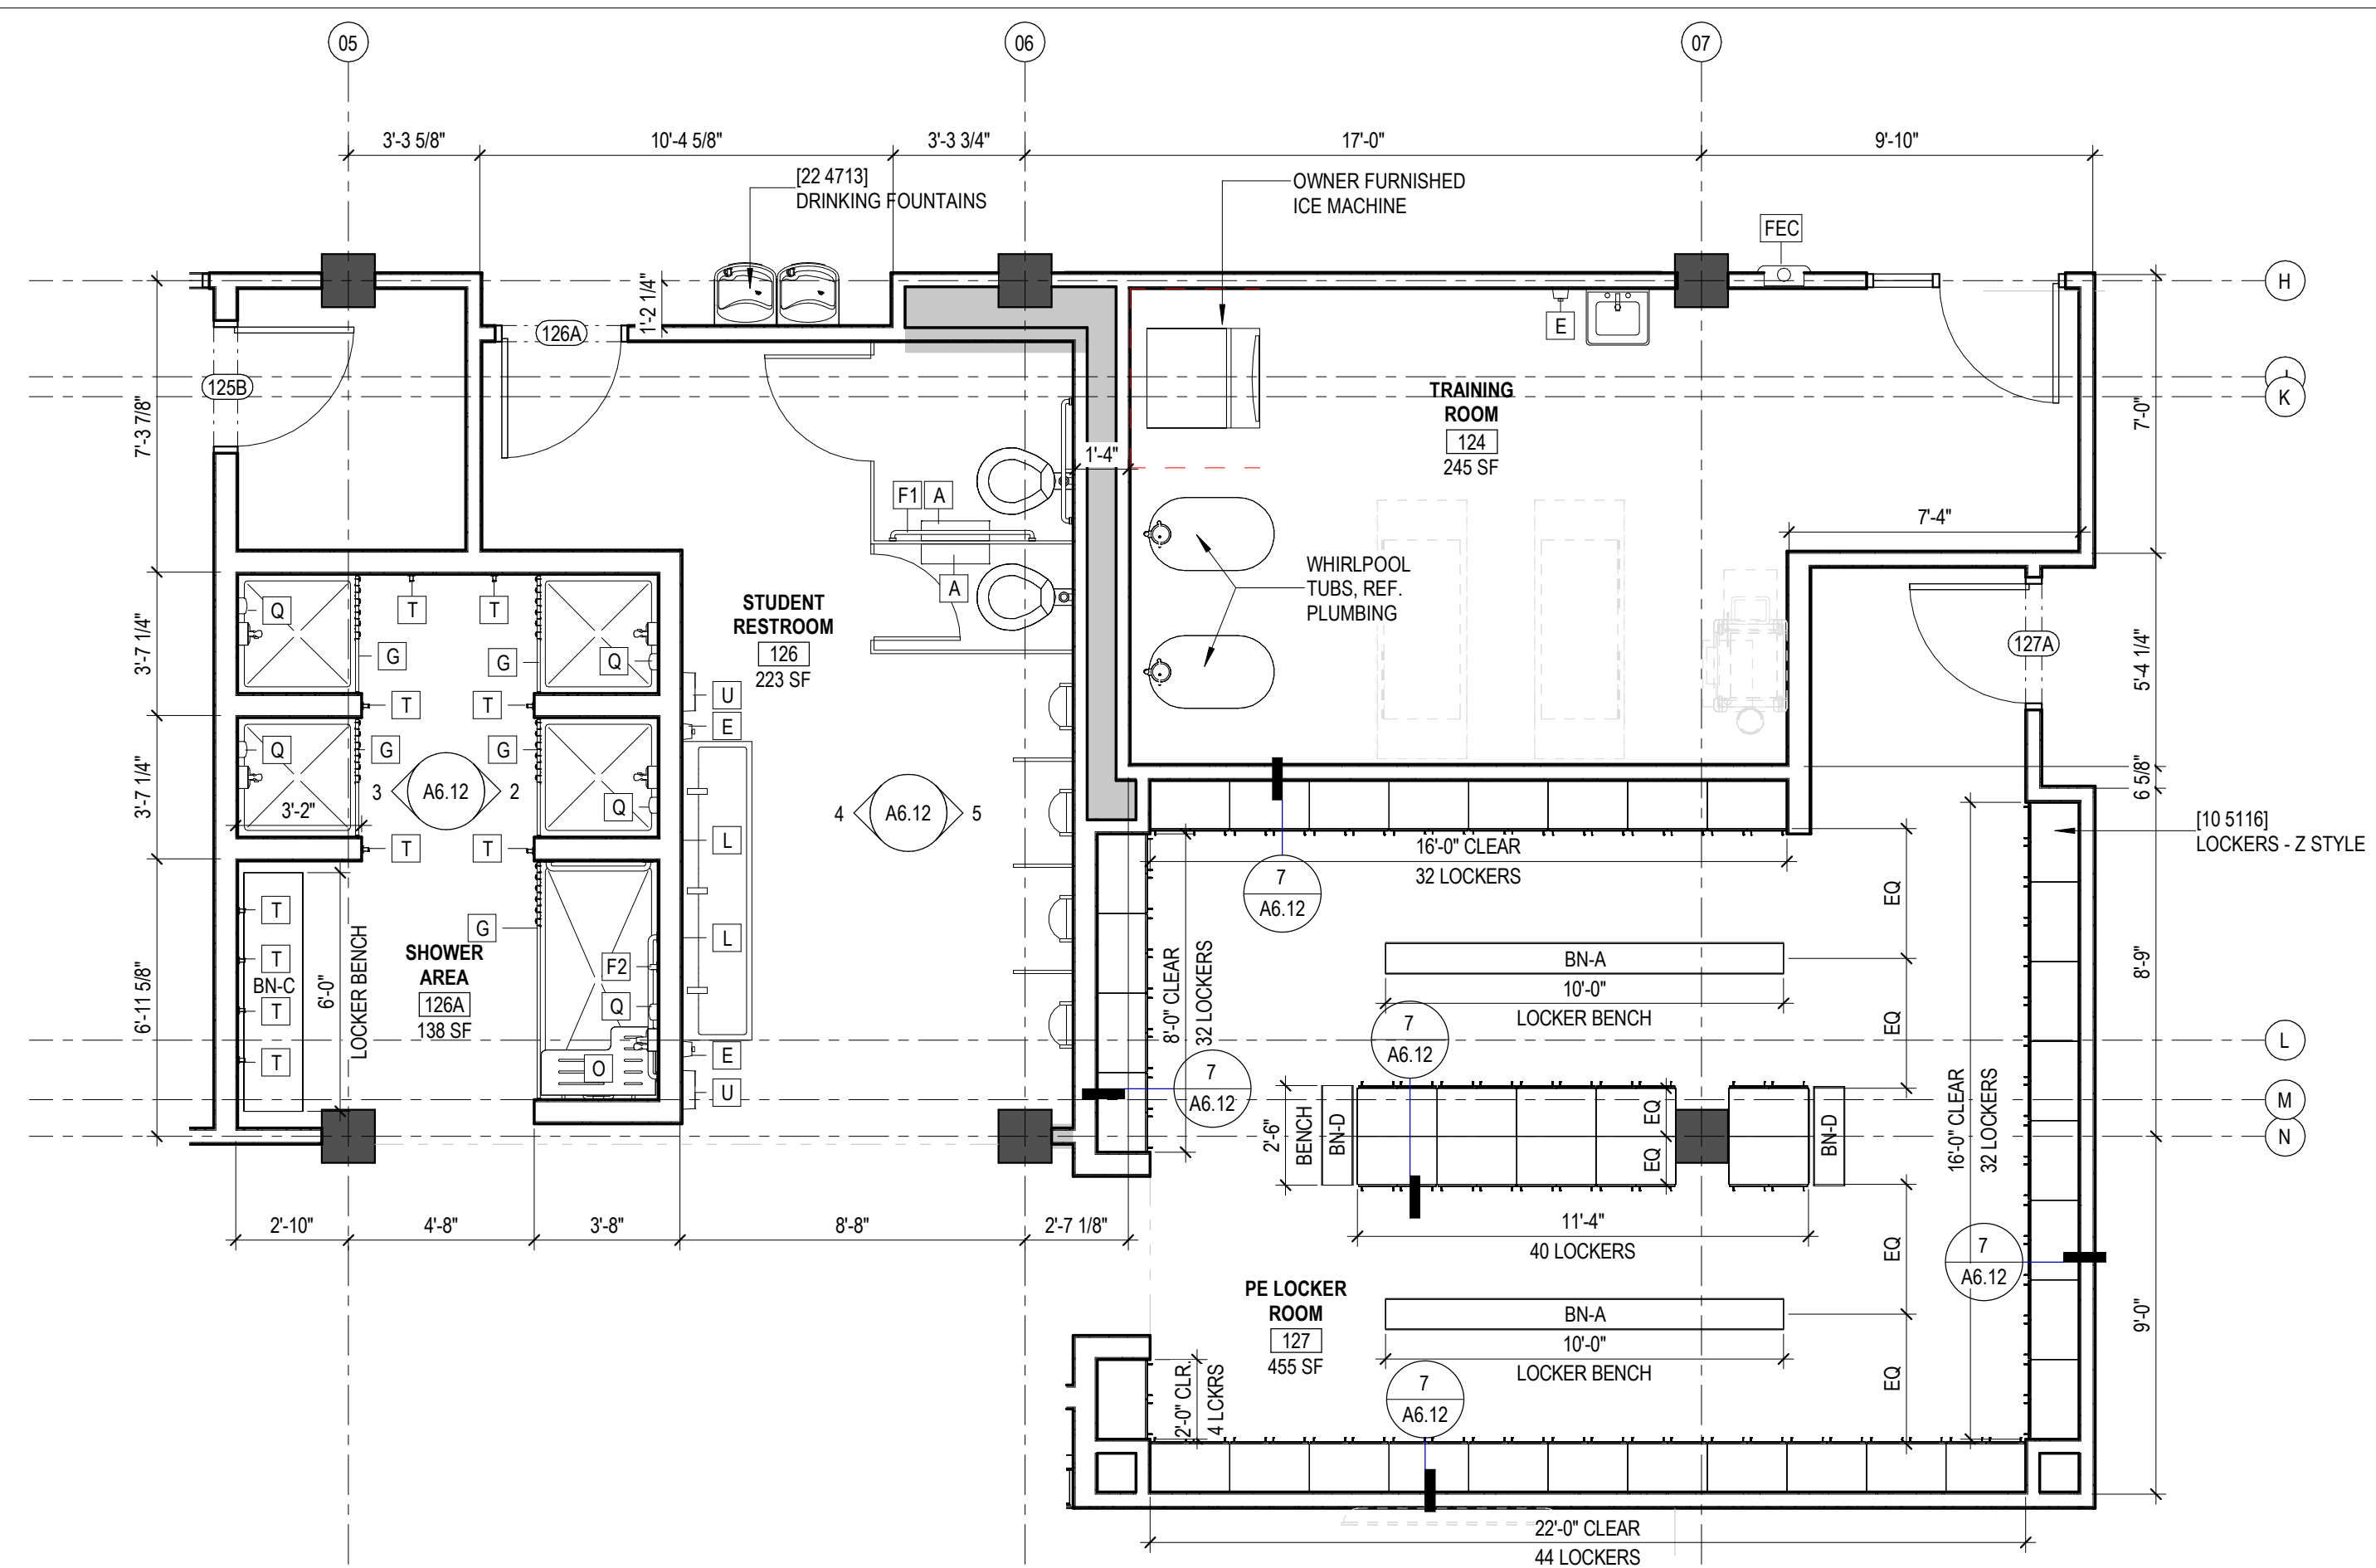 05
06
07
3'-3 5/8"
10'-4 5/8"
3'-3 3/4"
17'-0"
9'-10"
[22 4713]
DRINKING FOUNTAINS
OWNER FURNISHED
ICE MACHINE
FEC
H
1'-2 1/4"
126A
E
125B
K
7'-3 7/8"
TRAINING
ROOM
124
245 SF
7'-0"
1'-4"
F1
A
A
7'-4"
WHIRLPOOL
TUBS, REF.
PLUMBING
STUDENT
RESTROOM
126
223 SF
127A
5'-4 1/4"
3'-7 1/4"
Q
T
T
G
G
Q
T
T
U
E
3'-7 1/4"
Q
G
G
3
A6.12
2
Q
3'-2"
4
A6.12
5
6 5/8"
[10 5116]
LOCKERS - Z STYLE
T
T
L
L
16'-0" CLEAR
32 LOCKERS
7
A6.12
EQ
EQ
8'-9"
T
T
BN-C
T
T
6'-0"
LOCKER BENCH
G
SHOWER
AREA
126A
138 SF
6'-11 5/8"
F2
Q
O
E
U
8'-0" CLEAR
32 LOCKERS
BN-A
10'-0"
LOCKER BENCH
7
A6.12
7
A6.12
L
M
N
2'-6"
BENCH
BN-D
EQ
EQ
BN-D
16'-0" CLEAR
32 LOCKERS
2'-10"
4'-8"
3'-8"
8'-8"
2'-7 1/8"
11'-4"
40 LOCKERS
EQ
EQ
7
A6.12
9'-0"
PE LOCKER
ROOM
127
455 SF
BN-A
10'-0"
LOCKER BENCH
2'-0" CLR.
4 LCKRS
7
A6.12
22'-0" CLEAR
44 LOCKERS